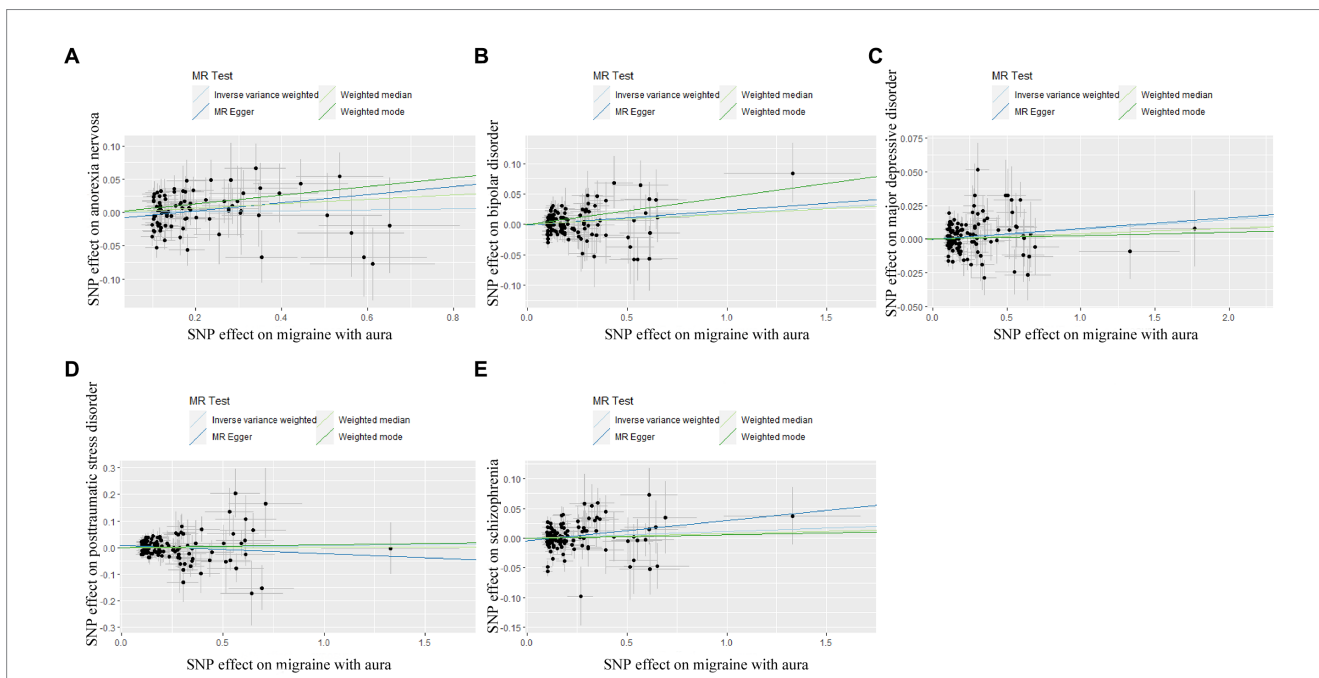 A
MR Test
Inverse variance weighted
Weighted median
MR Egger
Weighted mode
SNP effect on anorexia nervosa
0.10
0.05
0.00
-0.05
-0.10
0.2
0.4
0.6
0.8
SNP effect on migraine with aura
B
MR Test
Inverse variance weighted
Weighted median
MR Egger
Weighted mode
SNP effect on bipolar disorder
0.10
0.05
0.00
-0.05
-0.10
0.0
0.5
1.0
1.5
SNP effect on migraine with aura
C
MR Test
Inverse variance weighted
Weighted median
MR Egger
Weighted mode
SNP effect on major depressive disorder
0.075
0.050
0.025
0.000
-0.025
-0.050
0.0
0.5
1.0
1.5
2.0
SNP effect on migraine with aura
D
MR Test
Inverse variance weighted
Weighted median
MR Egger
Weighted mode
SNP effect on postraumatic stress disorder
0.3
0.2
0.1
0.0
-0.1
-0.2
-0.3
0.0
0.5
1.0
1.5
SNP effect on migraine with aura
E
MR Test
Inverse variance weighted
Weighted median
MR Egger
Weighted mode
SNP effect on schizophrenia
0.10
0.05
0.00
-0.05
-0.10
-0.15
0.0
0.5
1.0
1.5
SNP effect on migraine with aura